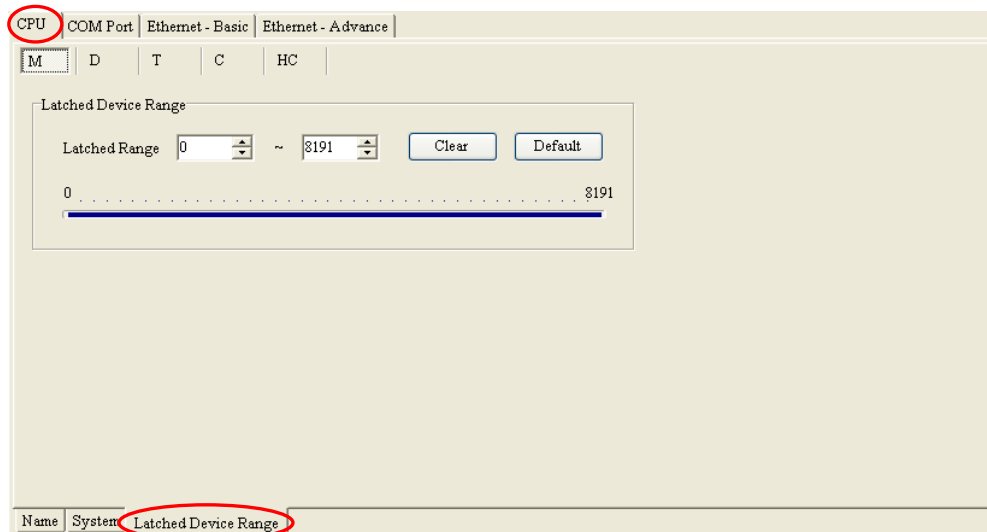 CPU COM Port Ethernet - Basic Ethernet - Advance
M D T C HC
Latched Device Range
Latched Range 0 ~ 8191 Clear Default
0 8191
Name System Latched Device Range